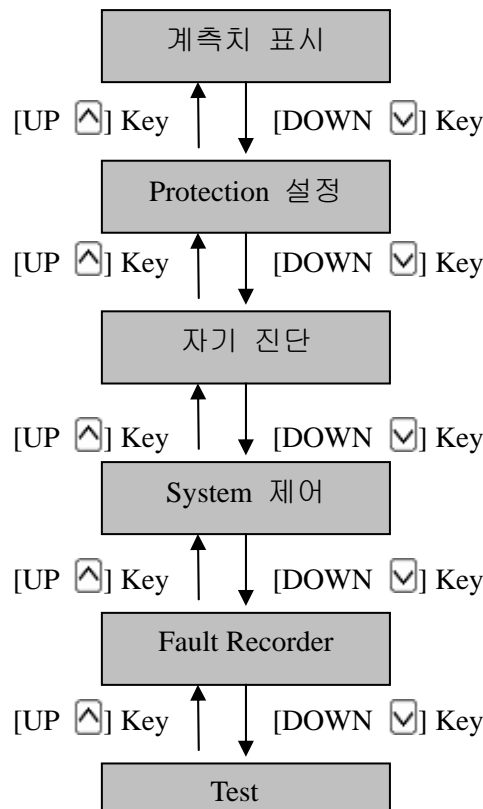 계측치 표시
[UP ] Key [DOWN ] Key
Protection 설정
[UP ] Key [DOWN ] Key
자기 진단
[UP ] Key [DOWN ] Key
System 제어
[UP ] Key [DOWN ] Key
Fault Recorder
[UP ] Key [DOWN ] Key
Test